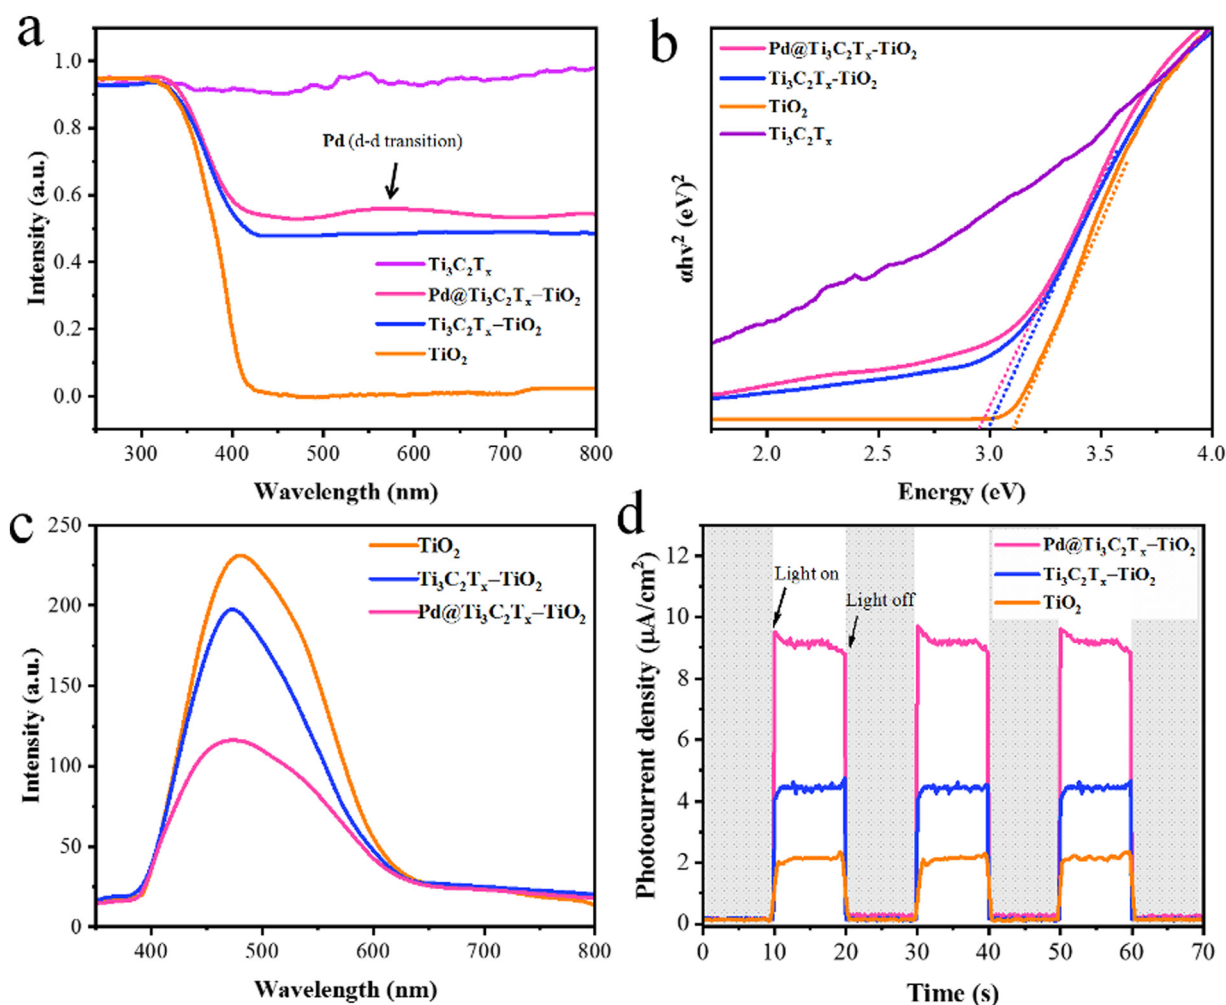 a
Intensity (a.u.)
1.0
0.8
0.6
0.4
0.2
0.0
Pd (d-d transition)
Ti₃C₂Tₓ
Pd@Ti₃C₂Tₓ–TiO₂
Ti₃C₂Tₓ–TiO₂
TiO₂
300 400 500 600 700 800
Wavelength (nm)
b
αhv² (eV)²
Pd@Ti₃C₂Tₓ-TiO₂
Ti₃C₂Tₓ-TiO₂
TiO₂
Ti₃C₂Tₓ
2.0 2.5 3.0 3.5 4.0
Energy (eV)
c
Intensity (a.u.)
250
200
150
100
50
0
TiO₂
Ti₃C₂Tₓ–TiO₂
Pd@Ti₃C₂Tₓ–TiO₂
400 500 600 700 800
Wavelength (nm)
d
Photocurrent density (μA/cm²)
12
10
8
6
4
2
0
Pd@Ti₃C₂Tₓ–TiO₂
Ti₃C₂Tₓ–TiO₂
TiO₂
Light on
Light off
0 10 20 30 40 50 60 70
Time (s)